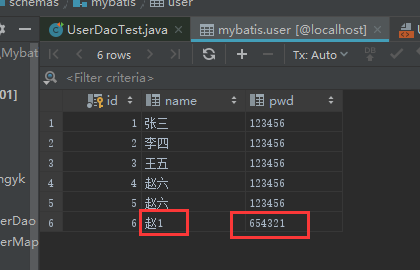 schemas › mybatis › user
UserDaoTest.java × mybatis.user [@localhost] ×
6 rows Tx: Auto DB
<Filter criteria>
id name pwd
1 1 张三 123456
2 2 李四 123456
3 3 王五 123456
4 4 赵六 123456
5 5 赵六 123456
6 6 赵1 654321
_Mybat
01]
ngyk
erDao
erMap